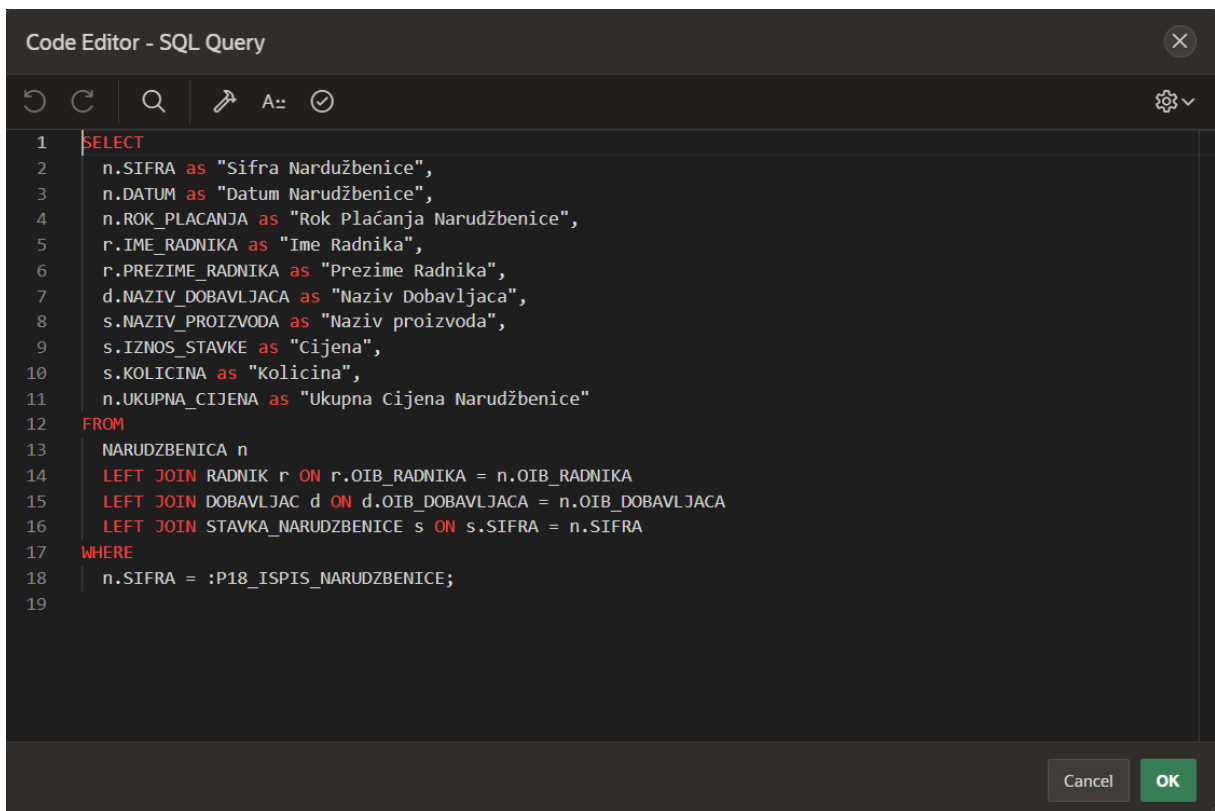 Code Editor - SQL Query
A::
1 SELECT
2 n.SIFRA as "Sifra Nardužbenice",
3 n.DATUM as "Datum Narudžbenice",
4 n.ROK_PLACANJA as "Rok Plaćanja Narudžbenice",
5 r.IME_RADNIKA as "Ime Radnika",
6 r.PREZIME_RADNIKA as "Prezime Radnika",
7 d.NAZIV_DOBAVLJACA as "Naziv Dobavljaca",
8 s.NAZIV_PROIZVODA as "Naziv proizvoda",
9 s.IZNOS_STAVKE as "Cijena",
10 s.KOLICINA as "Kolicina",
11 n.UKUPNA_CIJENA as "Ukupna Cijena Narudžbenice"
12 FROM
13 NARUDZBENICA n
14 LEFT JOIN RADNIK r ON r.OIB_RADNIKA = n.OIB_RADNIKA
15 LEFT JOIN DOBAVLJAC d ON d.OIB_DOBAVLJACA = n.OIB_DOBAVLJACA
16 LEFT JOIN STAVKA_NARUDZBENICE s ON s.SIFRA = n.SIFRA
17 WHERE
18 n.SIFRA = :P18_ISPIS_NARUDZBENICE;
19
Cancel OK